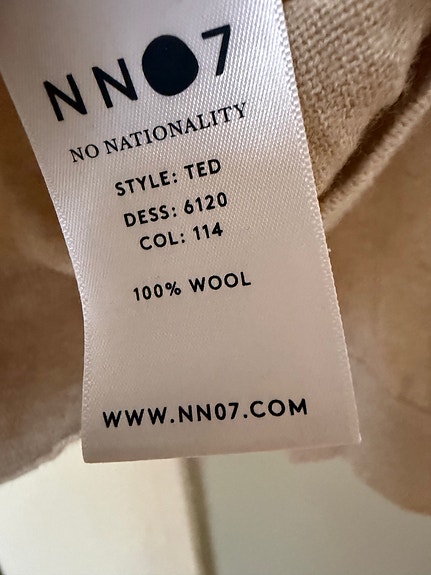 NN07
NO NATIONALITY
STYLE: TED
DESS: 6120
COL: 114
100% WOOL
WWW.NN07.COM